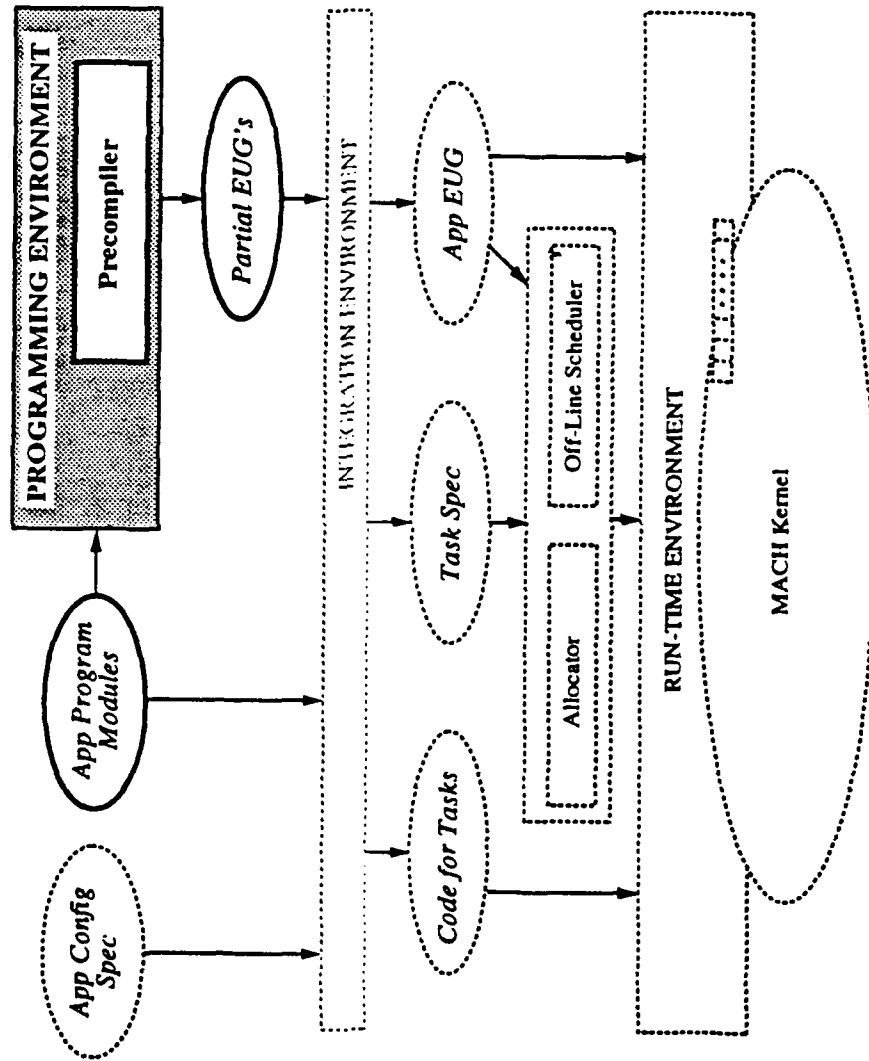 PROGRAMMING ENVIRONMENT
Precompiler
App Program
Modules
App Config
Spec
Partial EUG's
INTEGRATION ENVIRONMENT
Code for Tasks
Task Spec
App EUG
Allocator
Off-Line Scheduler
RUN-TIME ENVIRONMENT
MACH Kernel